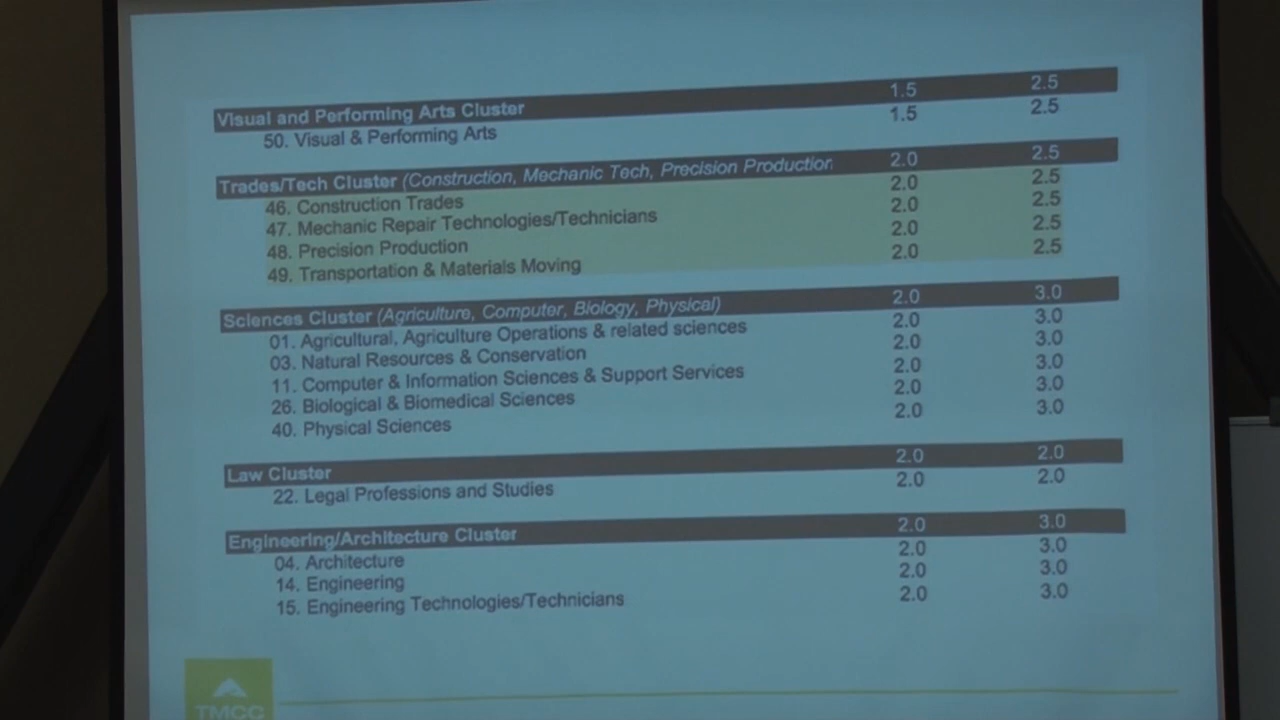 Visual and Performing Arts Cluster 1.5 2.5
50. Visual & Performing Arts 1.5 2.5
Trades/Tech Cluster (Construction, Mechanic Tech, Precision Production 2.0 2.5
46. Construction Trades 2.0 2.5
47. Mechanic Repair Technologies/Technicians 2.0 2.5
48. Precision Production 2.0 2.5
49. Transportation & Materials Moving 2.0 2.5
Sciences Cluster (Agriculture, Computer, Biology, Physical) 2.0 3.0
01. Agricultural, Agriculture Operations & related sciences 2.0 3.0
03. Natural Resources & Conservation 2.0 3.0
11. Computer & Information Sciences & Support Services 2.0 3.0
26. Biological & Biomedical Sciences 2.0 3.0
40. Physical Sciences 2.0 3.0
Law Cluster 2.0 2.0
22. Legal Professions and Studies 2.0 2.0
Engineering/Architecture Cluster 2.0 3.0
04. Architecture 2.0 3.0
14. Engineering 2.0 3.0
15. Engineering Technologies/Technicians 2.0 3.0
TMCC